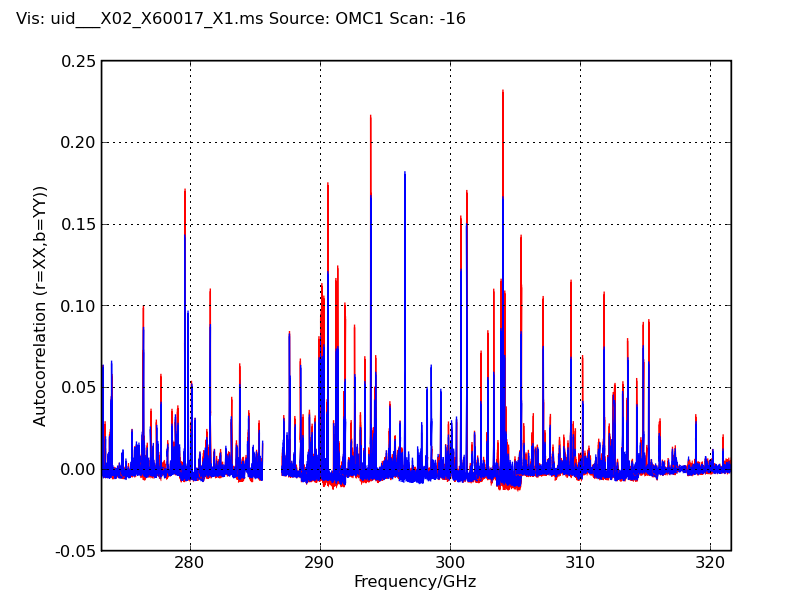 Vis: uid___X02_X60017_X1.ms Source: OMC1 Scan: -16
0.25
0.20
0.15
0.10
0.05
0.00
-0.05
Autocorrelation (r=XX,b=YY))
280 290 300 310 320
Frequency/GHz